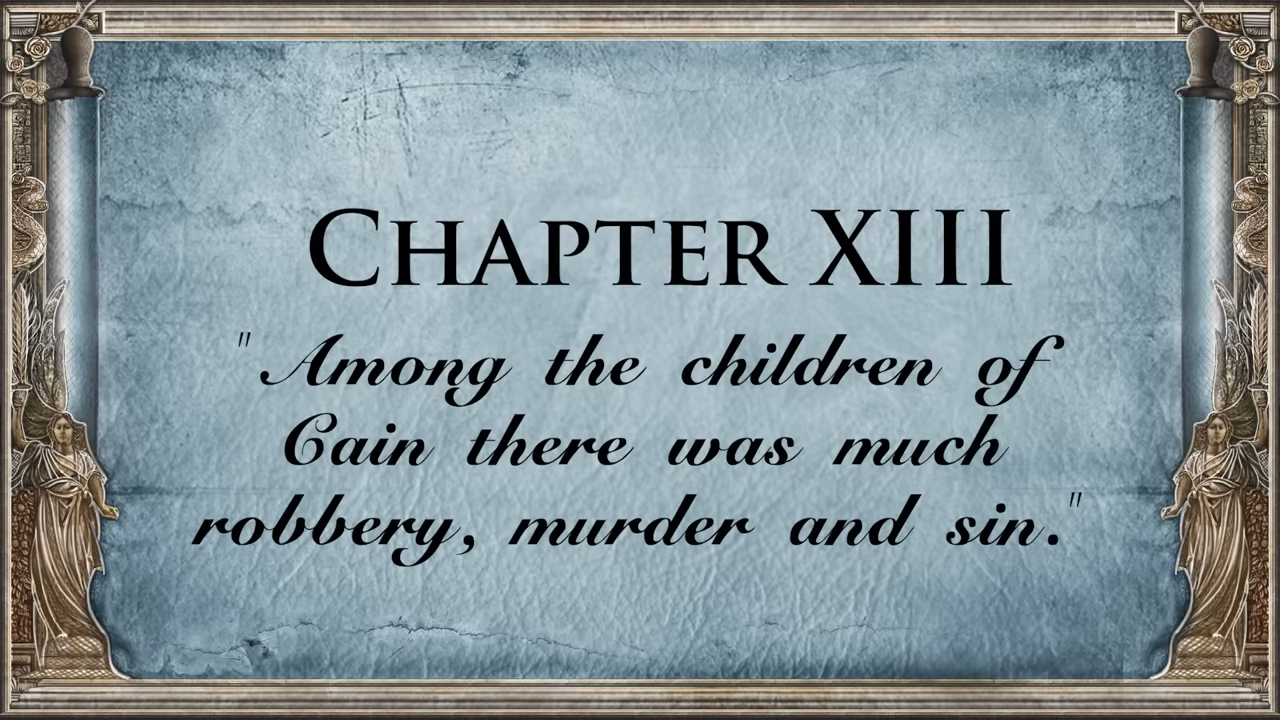 Chapter XIII
"Among the children of
Cain there was much
robbery, murder and sin."